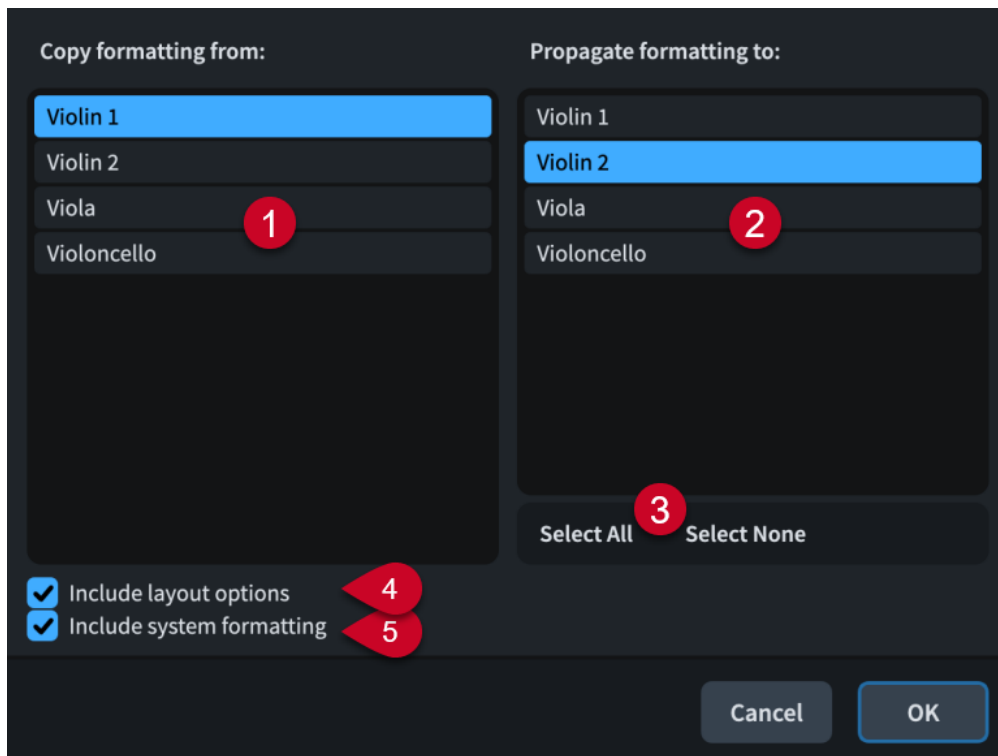 Copy formatting from:
Propagate formatting to:
Violin 1
Violin 2
Viola
Violoncello
1
Violin 1
Violin 2
Viola
Violoncello
2
Select All
3
Select None
Include layout options
4
Include system formatting
5
Cancel
OK